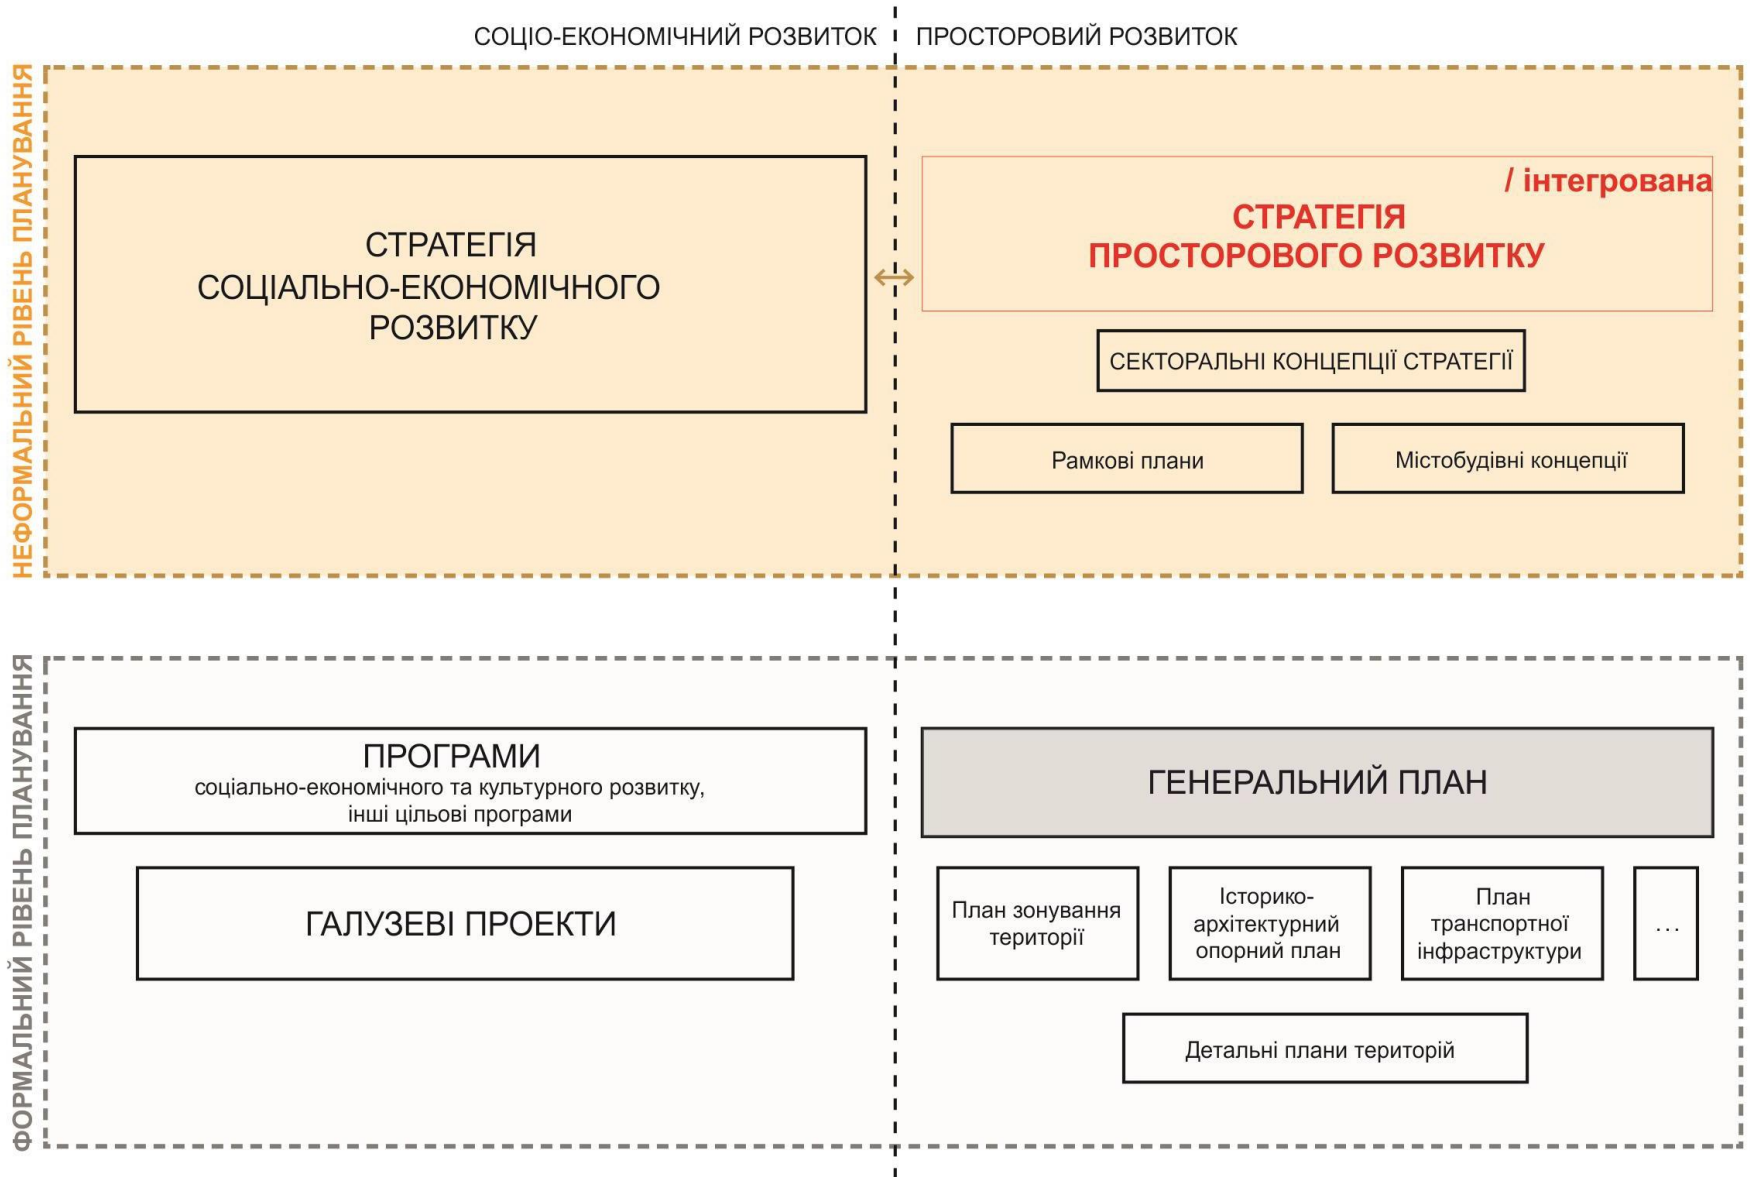 СОЦІО-ЕКОНОМІЧНИЙ РОЗВИТОК
ПРОСТОРОВИЙ РОЗВИТОК
НЕФОРМАЛЬНИЙ РІВЕНЬ ПЛАНУВАННЯ
СТРАТЕГІЯ
СОЦІАЛЬНО-ЕКОНОМІЧНОГО
РОЗВИТКУ
/ інтегрована
СТРАТЕГІЯ
ПРОСТОРОВОГО РОЗВИТКУ
СЕКТОРАЛЬНІ КОНЦЕПЦІЇ СТРАТЕГІЇ
Рамкові плани
Містобудівні концепції
ФОРМАЛЬНИЙ РІВЕНЬ ПЛАНУВАННЯ
ПРОГРАМИ
соціально-економічного та культурного розвитку,
інші цільові програми
ГАЛУЗЕВІ ПРОЕКТИ
ГЕНЕРАЛЬНИЙ ПЛАН
План зонування
території
Історико-
архітектурний
опорний план
План
транспортної
інфраструктури
...
Детальні плани територій